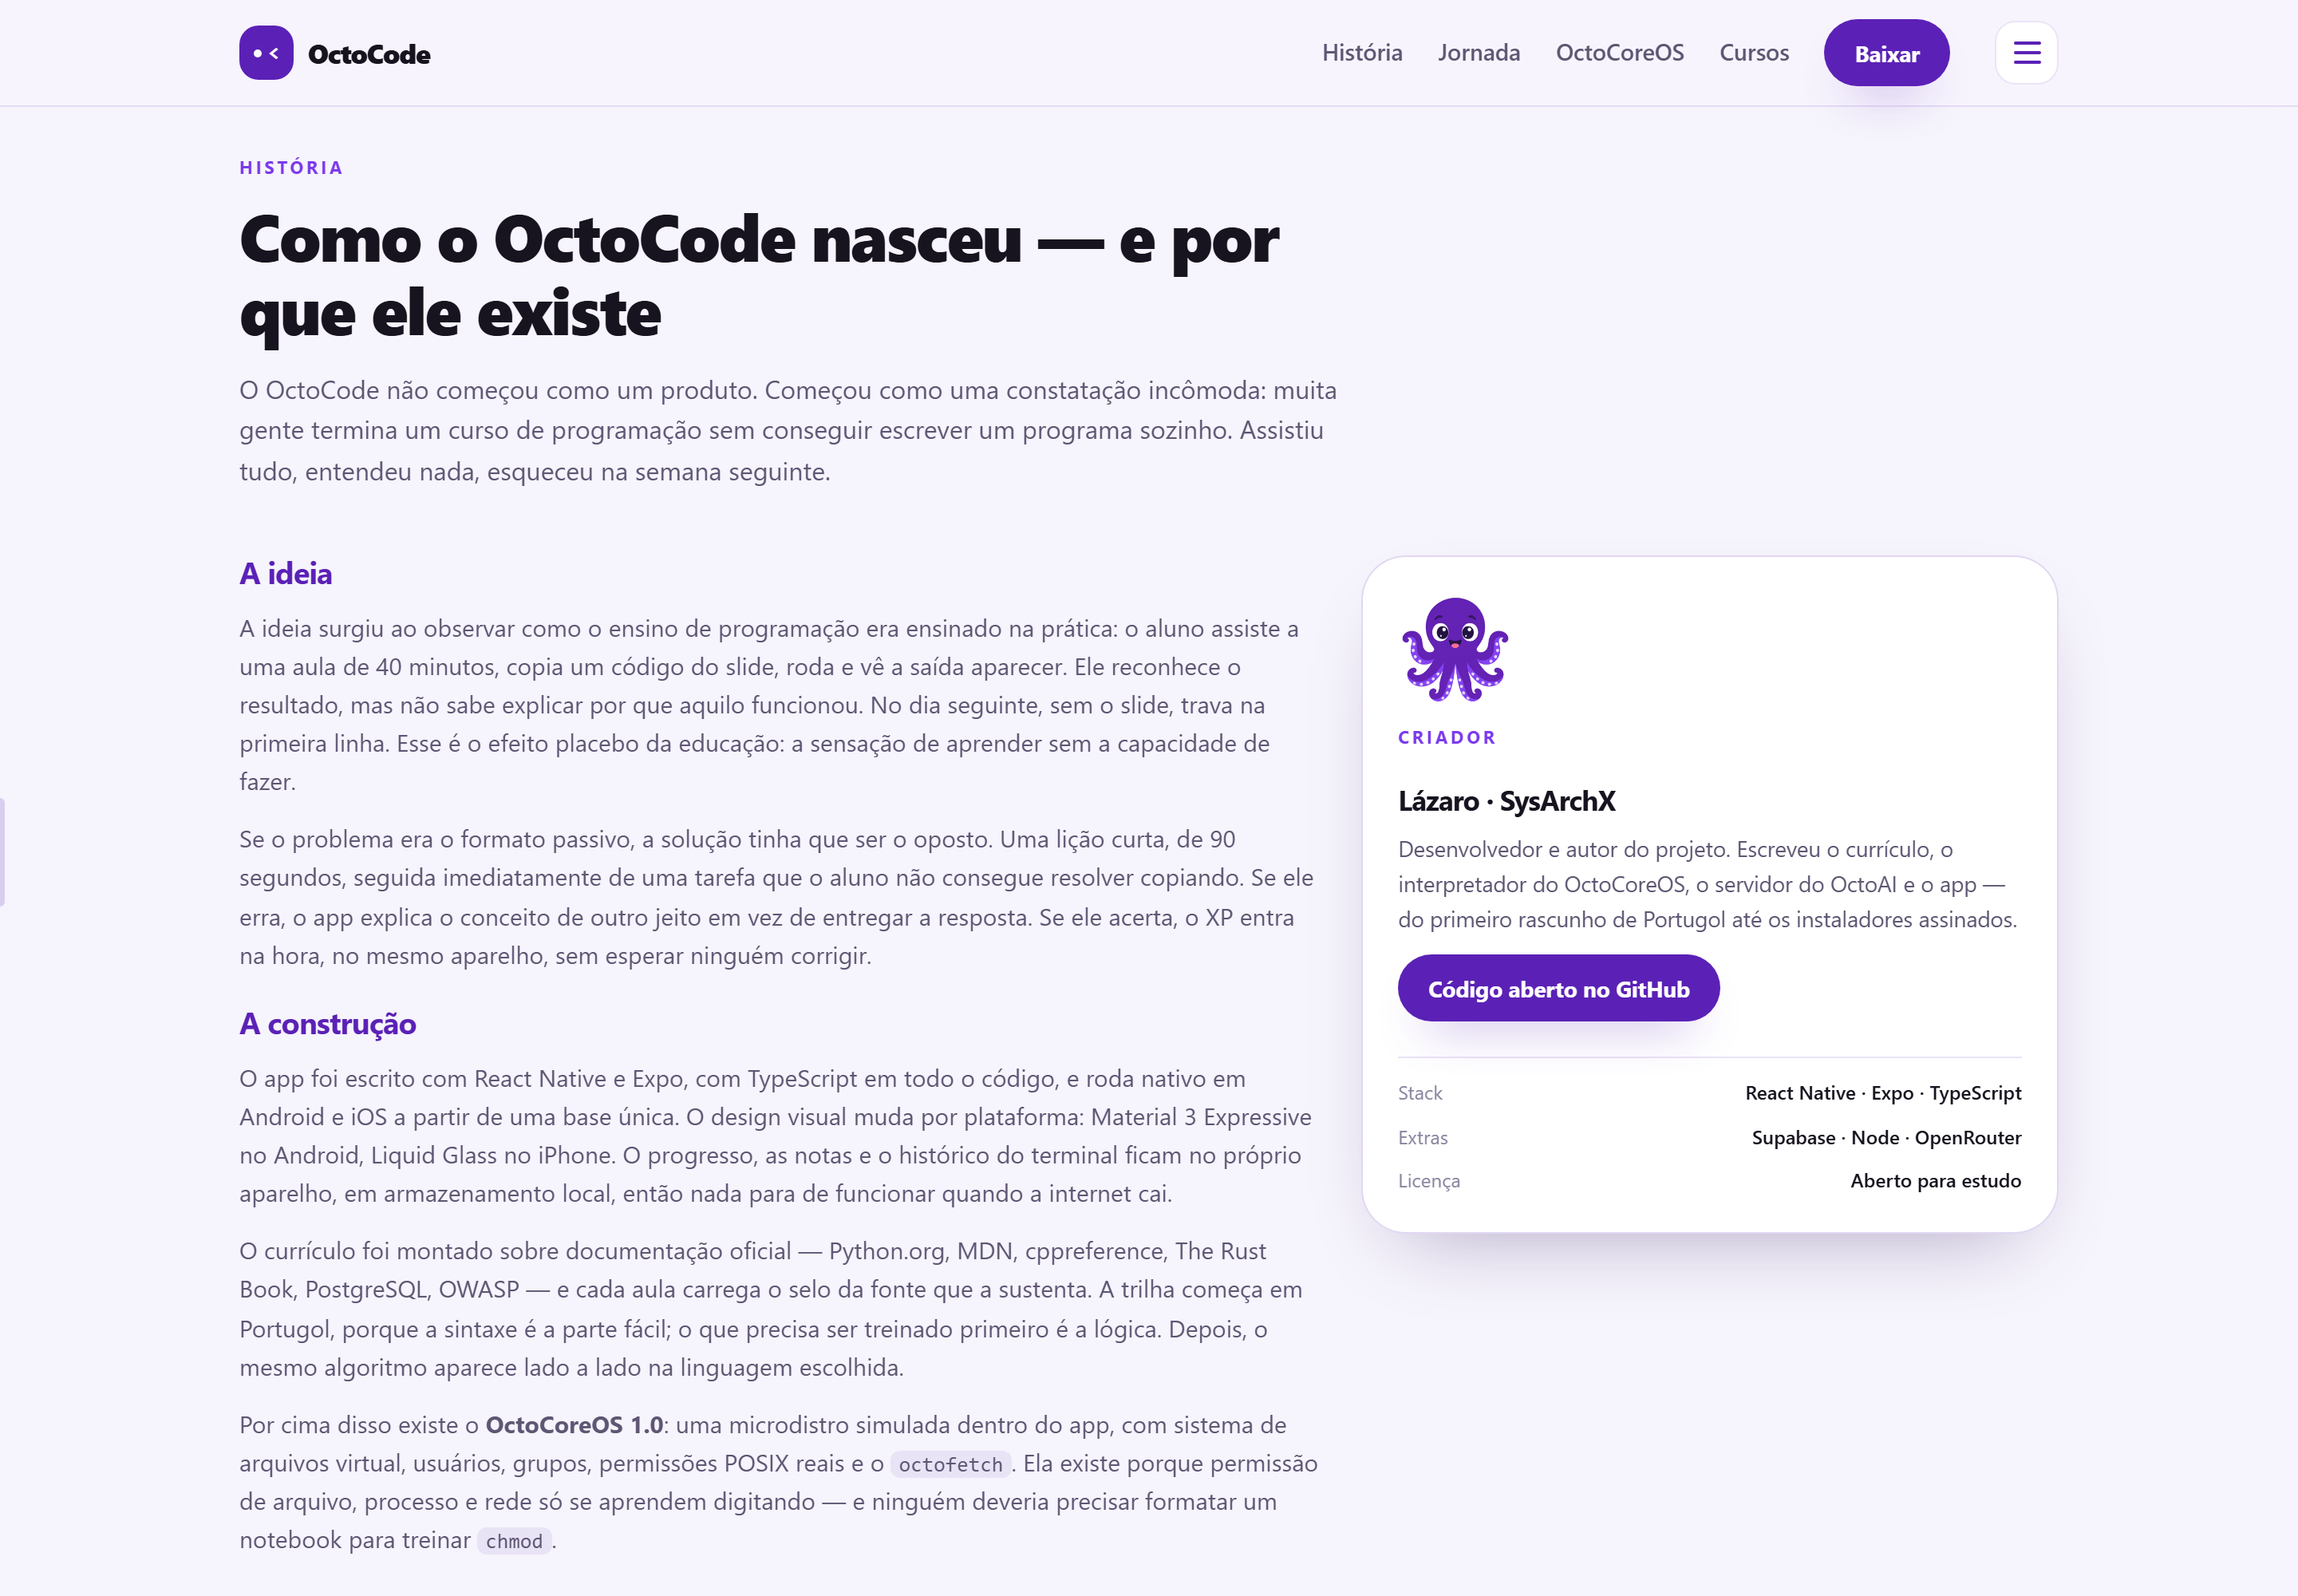 OctoCode
História
Jornada
OctoCoreOS
Cursos
Baixar
HISTÓRIA
Como o OctoCode nasceu — e por
que ele existe
O OctoCode não começou como um produto. Começou como uma constatação incômoda: muita
gente termina um curso de programação sem conseguir escrever um programa sozinho. Assistiu
tudo, entendeu nada, esqueceu na semana seguinte.
A ideia
A ideia surgiu ao observar como o ensino de programação era ensinado na prática: o aluno assiste a
uma aula de 40 minutos, copia um código do slide, roda e vê a saída aparecer. Ele reconhece o
resultado, mas não sabe explicar por que aquilo funcionou. No dia seguinte, sem o slide, trava na
primeira linha. Esse é o efeito placebo da educação: a sensação de aprender sem a capacidade de
fazer.
Se o problema era o formato passivo, a solução tinha que ser o oposto. Uma lição curta, de 90
segundos, seguida imediatamente de uma tarefa que o aluno não consegue resolver copiando. Se ele
erra, o app explica o conceito de outro jeito em vez de entregar a resposta. Se ele acerta, o XP entra
na hora, no mesmo aparelho, sem esperar ninguém corrigir.
A construção
O app foi escrito com React Native e Expo, com TypeScript em todo o código, e roda nativo em
Android e iOS a partir de uma base única. O design visual muda por plataforma: Material 3 Expressive
no Android, Liquid Glass no iPhone. O progresso, as notas e o histórico do terminal ficam no próprio
aparelho, em armazenamento local, então nada para de funcionar quando a internet cai.
O currículo foi montado sobre documentação oficial — Python.org, MDN, cppreference, The Rust
Book, PostgreSQL, OWASP — e cada aula carrega o selo da fonte que a sustenta. A trilha começa em
Portugol, porque a sintaxe é a parte fácil; o que precisa ser treinado primeiro é a lógica. Depois, o
mesmo algoritmo aparece lado a lado na linguagem escolhida.
Por cima disso existe o OctoCoreOS 1.0: uma microdistro simulada dentro do app, com sistema de
arquivos virtual, usuários, grupos, permissões POSIX reais e o octofetch. Ela existe porque permissão
de arquivo, processo e rede só se aprendem digitando — e ninguém deveria precisar formatar um
notebook para treinar chmod.
CRIADOR
Lázaro · SysArchX
Desenvolvedor e autor do projeto. Escreveu o currículo, o
interpretador do OctoCoreOS, o servidor do OctoAI e o app —
do primeiro rascunho de Portugol até os instaladores assinados.
Código aberto no GitHub
Stack React Native · Expo · TypeScript
Extras Supabase · Node · OpenRouter
Licença Aberto para estudo